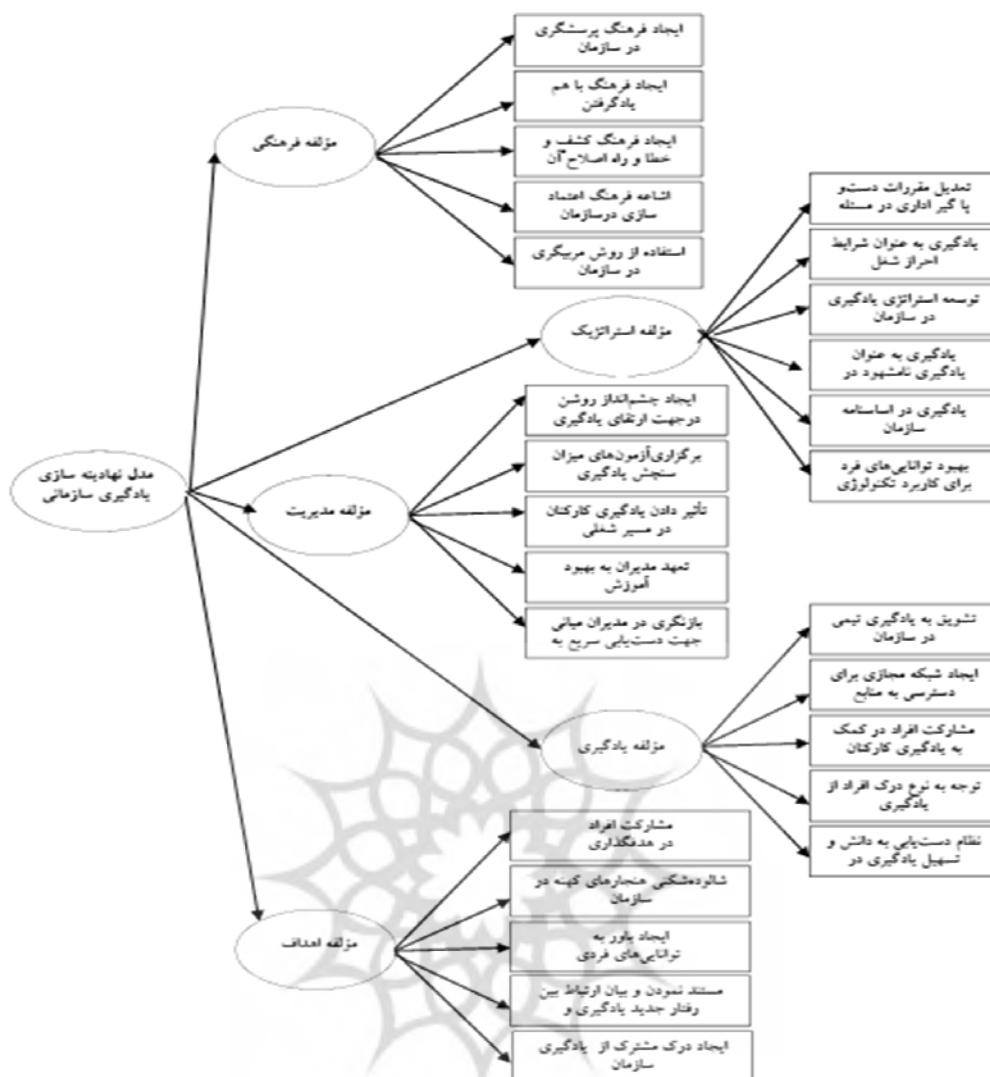 ایجاد فرهنگ پرسشگری
در سازمان
ایجاد فرهنگ با هم
یادگرفتن
مؤلفه فرهنگی
ایجاد فرهنگ کشف و
خطا و راه اصلاح آن
اشاعه فرهنگ اعتماد
سازی درسازمان
استفاده از روش مربیگری
در سازمان
تعدیل مقررات دست‌و
پا گیر اداری در مسئله
یادگیری به عنوان شرایط
احراز شغل
توسعه استراتژی یادگیری
در سازمان
مؤلفه استراتژیک
یادگیری به عنوان
یادگیری نامشهود در
یادگیری در اساسنامه
سازمان
بهبود توانایی‌های فرد
برای کاربرد تکنولوژی
ایجاد چشم‌انداز روشن
درجهت ارتقای یادگیری
برگزاری‌آزمون‌های میزان
سنجش یادگیری
مدل نهادینه سازی
یادگیری سازمانی
مؤلفه مدیریت
تأثیر دادن یادگیری کارکنان
در مسیر شغلی
تعهد مدیران به بهبود
آموزش
بازنگری در مدیران میانی
جهت دست‌یابی سریع به
تشویق به یادگیری تیمی
در سازمان
ایجاد شبکه مجازی برای
دسترسی به منابع
مؤلفه یادگیری
مشارکت افراد در کمک
به یادگیری کارکنان
توجه به نوع درک افراد از
یادگیری
نظام دست‌یابی به دانش و
تسهیل یادگیری در
مشارکت افراد
در هدفگذاری
شالوده‌شکنی هنجارهای کهنه در
سازمان
مؤلفه اهداف
ایجاد باور به
توانایی‌های فردی
مستند نمودن و بیان ارتباط بین
رفتار جدید یادگیری و
ایجاد درک مشترک از یادگیری
سازمان